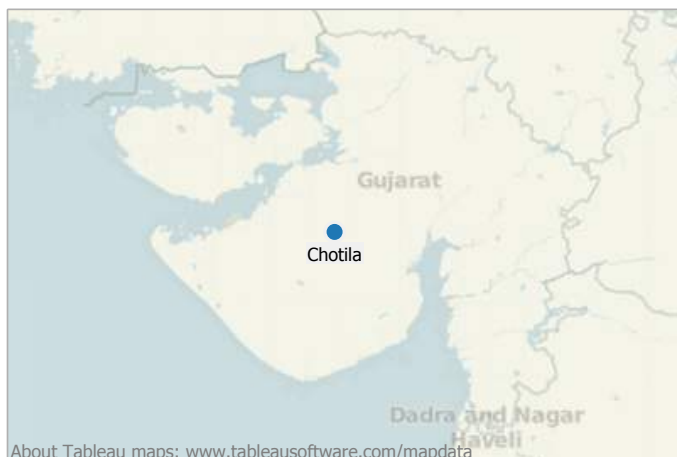 Gujarat
Chotila
Dadra and Nagar
Haveli
About Tableau maps: www.tableausoftware.com/mapdata